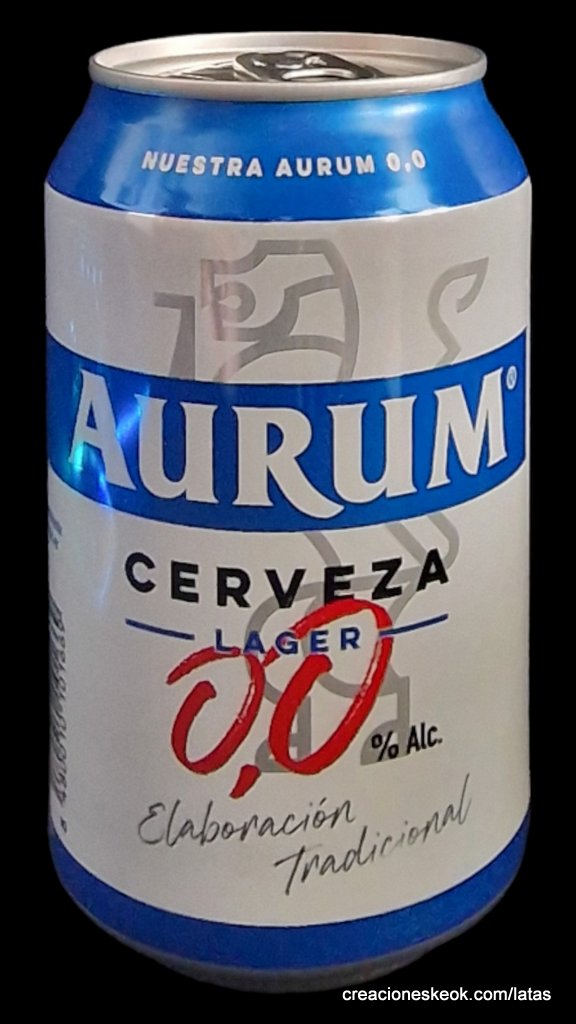 NUESTRA AURUM 0,0
AURUM®
CERVEZA
LAGER
0,0
% Alc.
Elaboración
Tradicional
creacioneskeok.com/latas